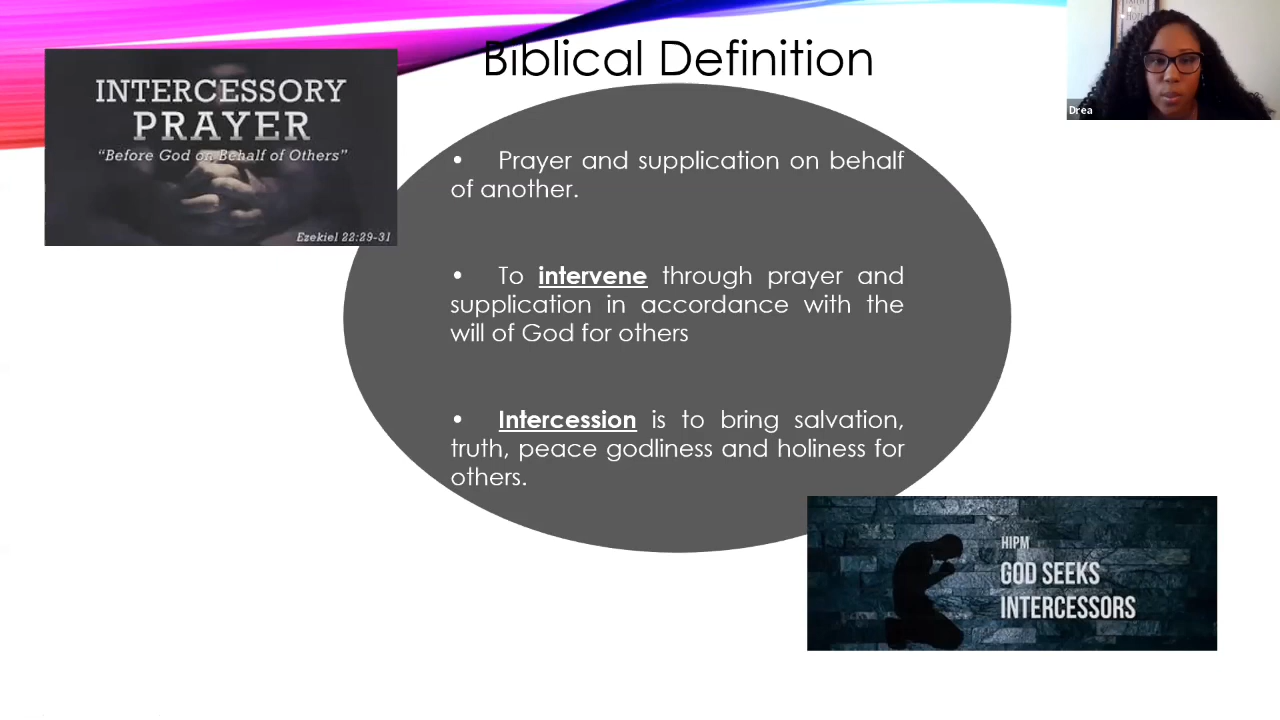 Biblical Definition
INTERCESSORY
PRAYER
“Before God on Behalf of Others”
Ezekiel 22:29-31
Drea
• Prayer and supplication on behalf
of another.
• To intervene through prayer and
supplication in accordance with the
will of God for others
• Intercession is to bring salvation,
truth, peace godliness and holiness for
others.
HIPM
GOD SEEKS
INTERCESSORS